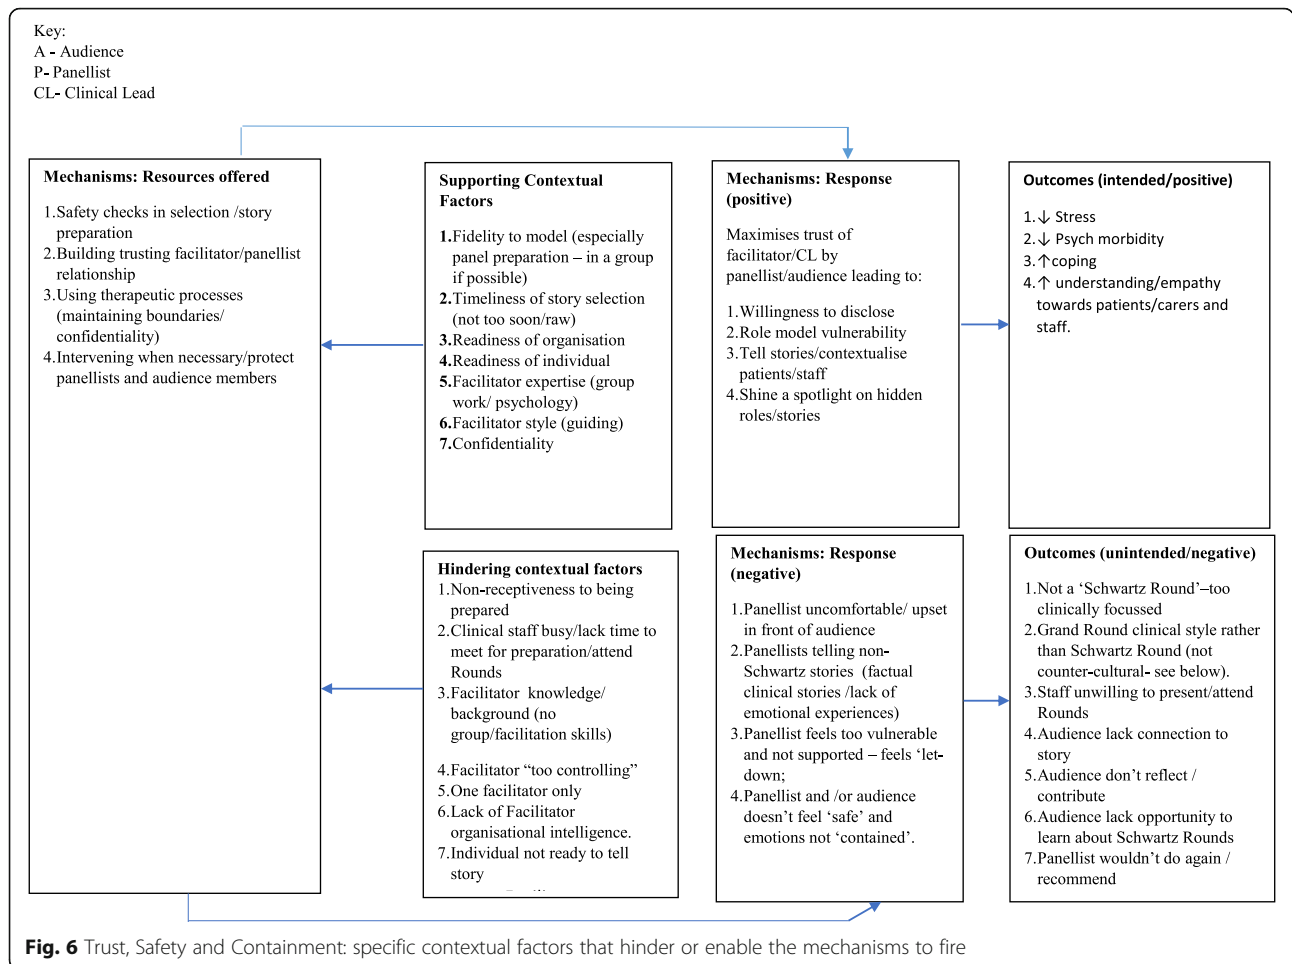 Key:
A - Audience
P- Panellist
CL- Clinical Lead
Mechanisms: Resources offered
1.Safety checks in selection /story
preparation
2.Building trusting facilitator/panellist
relationship
3.Using therapeutic processes
(maintaining boundaries/
confidentiality)
4.Intervening when necessary/protect
panellists and audience members
Supporting Contextual
Factors
1.Fidelity to model (especially
panel preparation – in a group
if possible)
2.Timeliness of story selection
(not too soon/raw)
3.Readiness of organisation
4.Readiness of individual
5.Facilitator expertise (group
work/ psychology)
6.Facilitator style (guiding)
7.Confidentiality
Mechanisms: Response
(positive)
Maximises trust of
facilitator/CL by
panellist/audience leading to:
1.Willingness to disclose
2.Role model vulnerability
3.Tell stories/contextualise
patients/staff
4.Shine a spotlight on hidden
roles/stories
Outcomes (intended/positive)
1.↓ Stress
2.↓ Psych morbidity
3.↑coping
4.↑ understanding/empathy
towards patients/carers and
staff.
Hindering contextual factors
1.Non-receptiveness to being
prepared
2.Clinical staff busy/lack time to
meet for preparation/attend
Rounds
3.Facilitator knowledge/
background (no
group/facilitation skills)
4.Facilitator “too controlling”
5.One facilitator only
6.Lack of Facilitator
organisational intelligence.
7.Individual not ready to tell
story
Mechanisms: Response
(negative)
1.Panellist uncomfortable/ upset
in front of audience
2.Panellists telling non-
Schwartz stories (factual
clinical stories /lack of
emotional experiences)
3.Panellist feels too vulnerable
and not supported – feels ‘let-
down;
4.Panellist and /or audience
doesn’t feel ‘safe’ and
emotions not ‘contained’.
Outcomes (unintended/negative)
1.Not a ‘Schwartz Round’–too
clinically focussed
2.Grand Round clinical style rather
than Schwartz Round (not
counter-cultural- see below).
3.Staff unwilling to present/attend
Rounds
4.Audience lack connection to
story
5.Audience don’t reflect /
contribute
6.Audience lack opportunity to
learn about Schwartz Rounds
7.Panellist wouldn’t do again /
recommend
Fig. 6 Trust, Safety and Containment: specific contextual factors that hinder or enable the mechanisms to fire